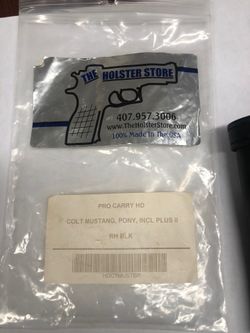 THE HOLSTER STORE
407.957.3006
www.TheHolsterStore.com
100% Made In The USA
PRO CARRY HD
COLT MUSTANG, PONY, INCL PLUS II
RH BLK